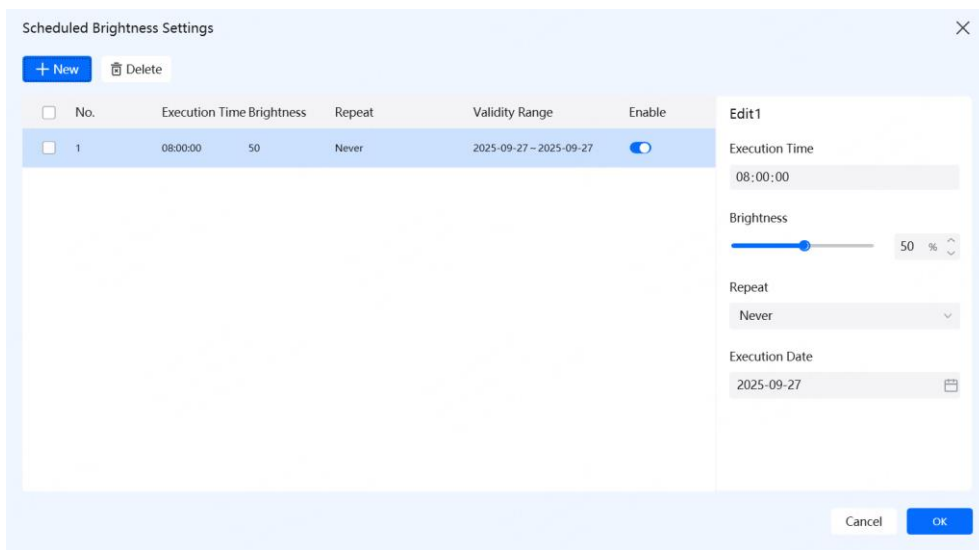 Scheduled Brightness Settings
New Delete
No. Execution Time Brightness Repeat Validity Range Enable
1 08:00:00 50 Never 2025-09-27 ~ 2025-09-27
Edit1
Execution Time
08:00:00
Brightness
50 %
Repeat
Never
Execution Date
2025-09-27
Cancel OK